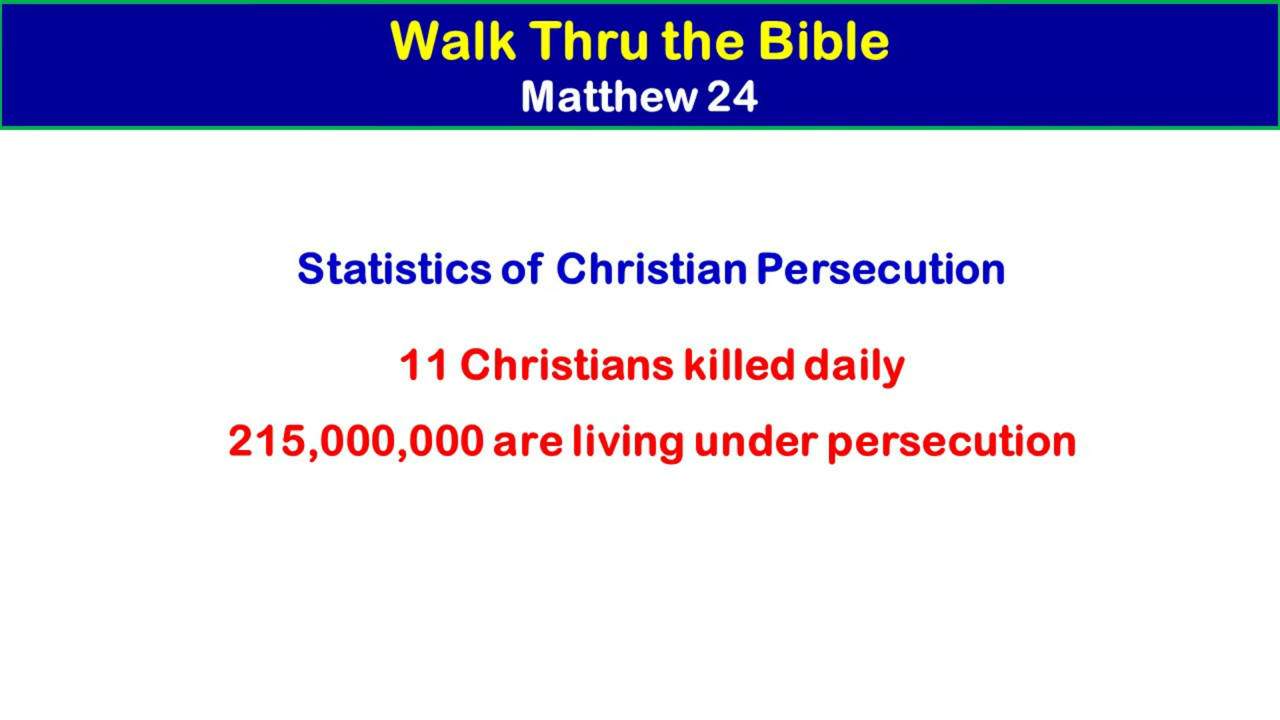 Walk Thru the Bible
Matthew 24
Statistics of Christian Persecution
11 Christians killed daily
215,000,000 are living under persecution